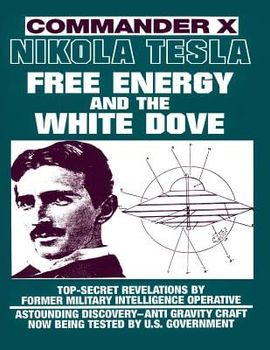 COMMANDER X
NIKOLA TESLA
FREE ENERGY
AND THE
WHITE DOVE
TOP-SECRET REVELATIONS BY
FORMER MILITARY INTELLIGENCE OPERATIVE
ASTOUNDING DISCOVERY—ANTI GRAVITY CRAFT
NOW BEING TESTED BY U.S. GOVERNMENT